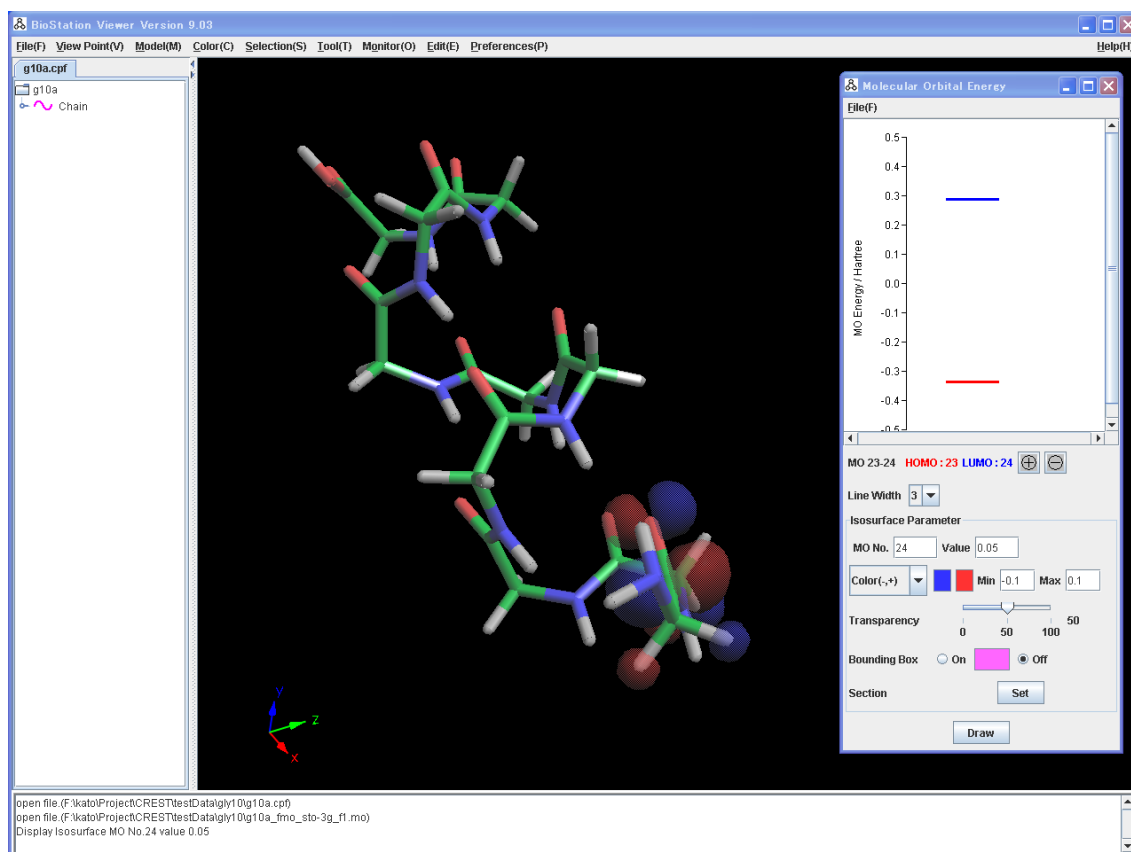 BioStation Viewer Version 9.03
File(F) View Point(V) Model(M) Color(C) Selection(S) Tool(T) Monitor(O) Edit(E) Preferences(P) Help(H)
g10a.cpf
g10a
Chain
Y
Z
X
Molecular Orbital Energy
File(F)
MO Energy / Hartree
0.5
0.4
0.3
0.2
0.1
0.0
-0.1
-0.2
-0.3
-0.4
-0.5
MO 23-24 HOMO : 23 LUMO : 24
Line Width 3
Isosurface Parameter
MO No. 24 Value 0.05
Color(-,+) Min -0.1 Max 0.1
Transparency 50
0 50 100
Bounding Box On Off
Section Set
Draw
open file.(F:\kato\Project\CREST\testData\gly10\g10a.cpf)
open file.(F:\kato\Project\CREST\testData\gly10\g10a_fmo_sto-3g_f1.mo)
Display Isosurface MO No.24 value 0.05